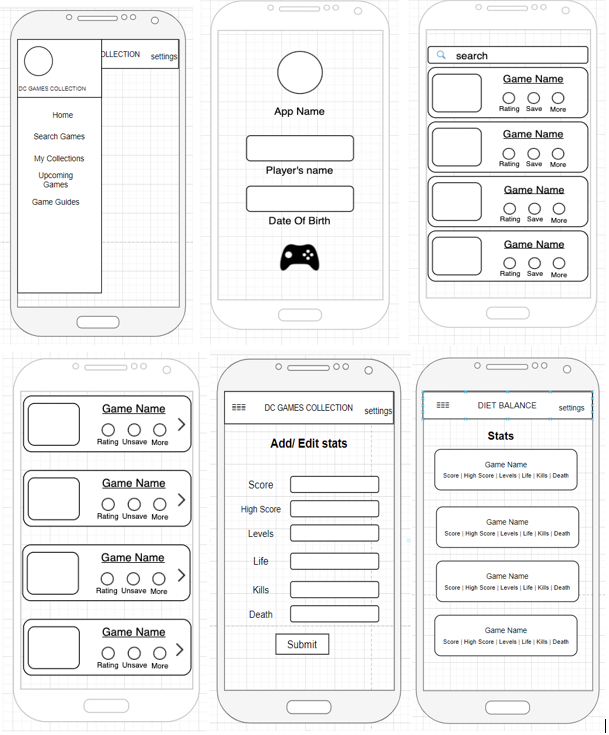 OLLECTION settings
DC GAMES COLLECTION
Home
Search Games
My Collections
Upcoming
Games
Game Guides
App Name
Player's name
Date Of Birth
search
Game Name
Rating Save More
Game Name
Rating Save More
Game Name
Rating Save More
Game Name
Rating Save More
Game Name
Rating Unsave More
Game Name
Rating Unsave More
Game Name
Rating Unsave More
Game Name
Rating Unsave More
DC GAMES COLLECTION settings
Add/ Edit stats
Score
High Score
Levels
Life
Kills
Death
Submit
DIET BALANCE settings
Stats
Game Name
Score | High Score | Levels | Life | Kills | Death
Game Name
Score | High Score | Levels | Life | Kills | Death
Game Name
Score | High Score | Levels | Life | Kills | Death
Game Name
Score | High Score | Levels | Life | Kills | Death